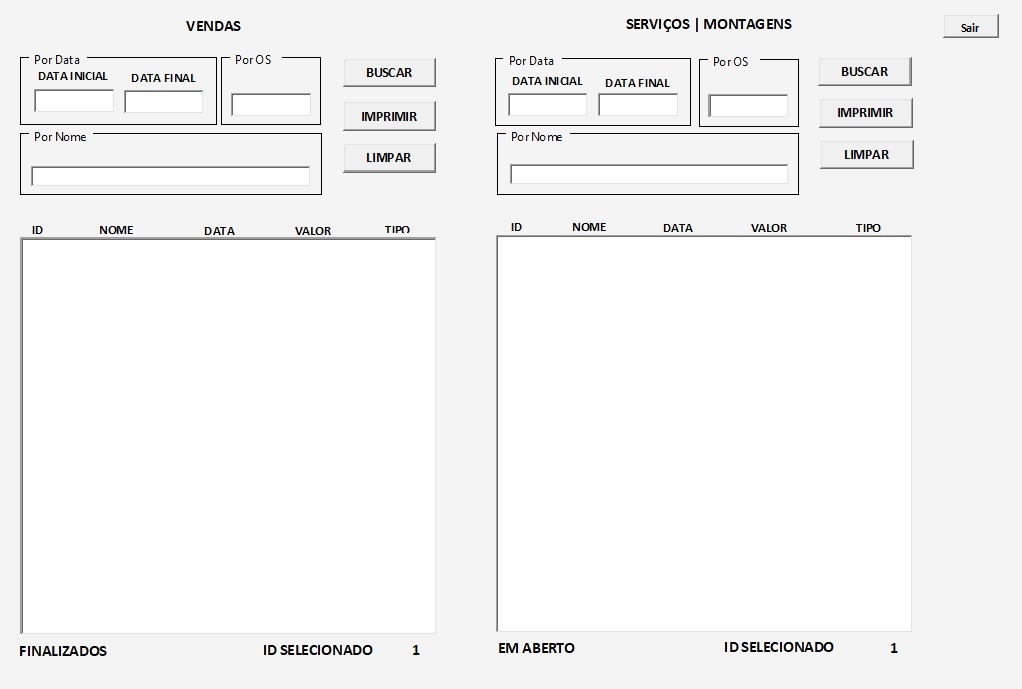 VENDAS
Por Data
DATA INICIAL
DATA FINAL
Por OS
BUSCAR
IMPRIMIR
Por Nome
LIMPAR
ID NOME DATA VALOR TIPO
FINALIZADOS
ID SELECIONADO 1
SERVIÇOS | MONTAGENS
Sair
Por Data
DATA INICIAL
DATA FINAL
Por OS
BUSCAR
IMPRIMIR
Por Nome
LIMPAR
ID NOME DATA VALOR TIPO
EM ABERTO
ID SELECIONADO 1